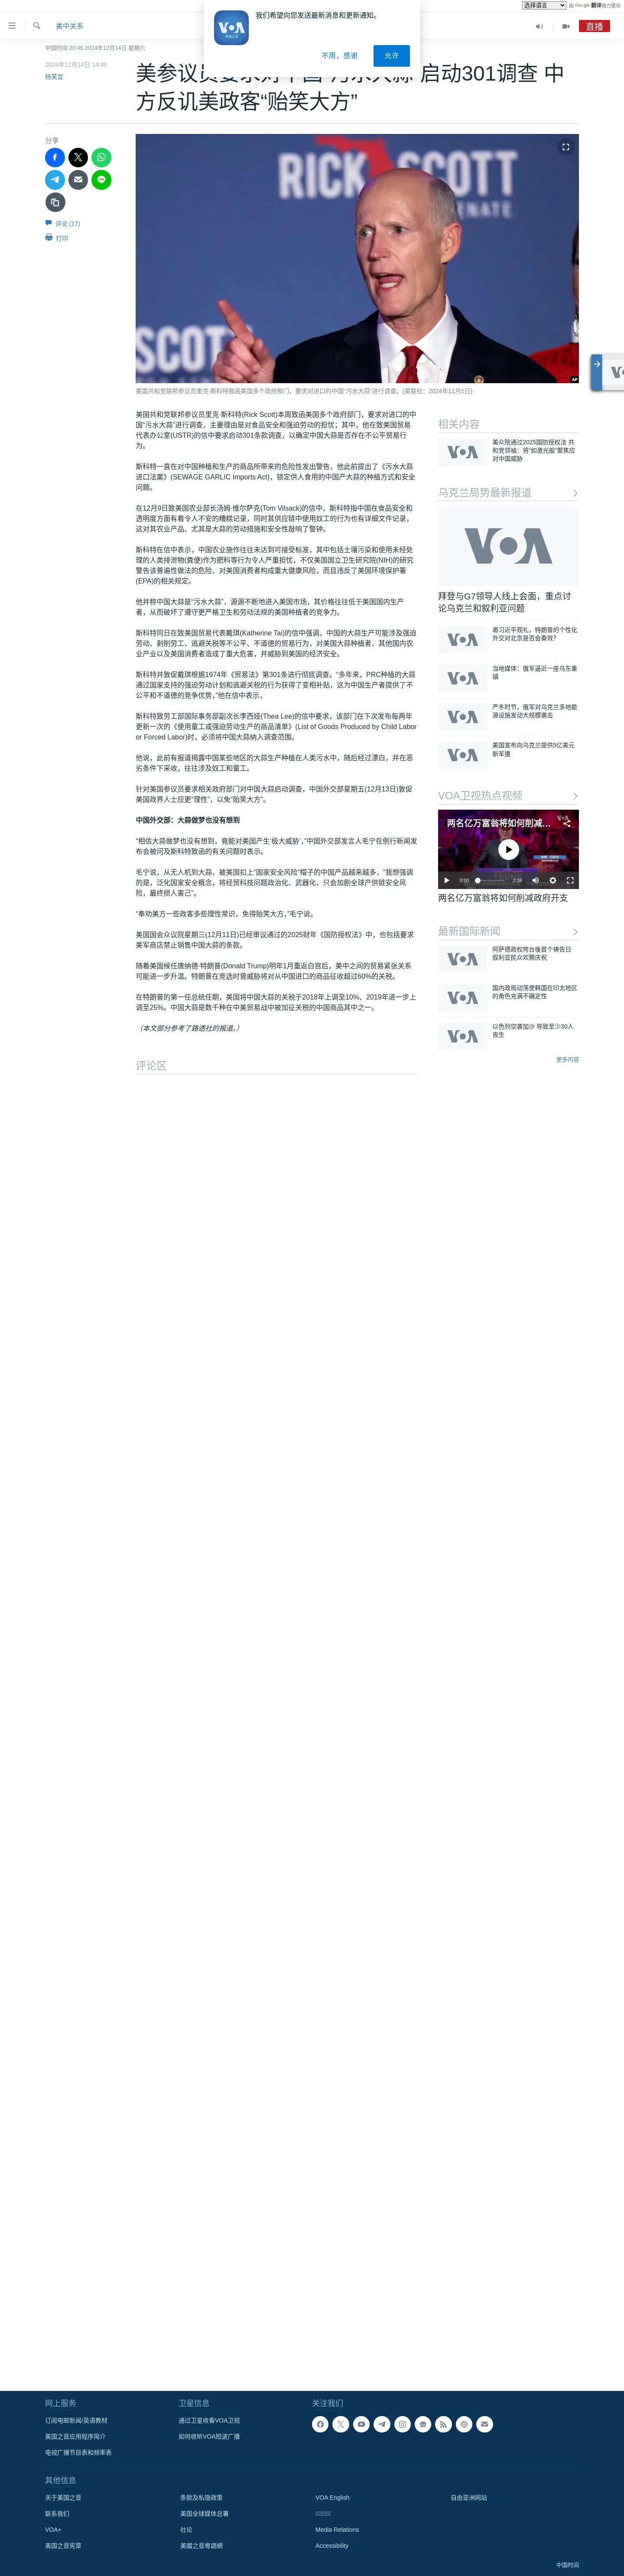 选择语言
由 Google 翻译强力驱动
我们希望向您发送最新消息和更新通知。
不用，感谢
允许
美中关系
直播
中国时间 20:46 2024年12月14日 星期六
2024年12月14日 14:40
杨芙宜
启动301调查 中
方反讥美政客“贻笑大方”
分享
评论 (17)
打印
RICK SCOTT
SENATE
SCOTT
AP
美国共和党联邦参议员里克·斯科特致函美国多个政府部门，要求对进口的中国“污水大蒜”进行调查。(美联社：2024年11月5日)
美国共和党联邦参议员里克·斯科特(Rick Scott)本周致函美国多个政府部门，要求对进口的中
国“污水大蒜”进行调查，主要理由是对食品安全和强迫劳动的担忧；其中，他在致美国贸易
代表办公室(USTR)的信中要求启动301条款调查，以确定中国大蒜是否存在不公平贸易行
为。
斯科特一直在对中国种植和生产的商品所带来的危险性发出警告，他此前提出了《污水大蒜
进口法案》(SEWAGE GARLIC Imports Act)，锁定供人食用的中国产大蒜的种植方式和安全
问题。
在12月9日致美国农业部长汤姆·维尔萨克(Tom Vilsack)的信中，斯科特指中国在食品安全和
透明度方面有着令人不安的糟糕记录，同时其供应链中使用奴工的行为也有详细文件记录，
这对其农业产品、尤其是大蒜的劳动措施和安全性敲响了警钟。
斯科特在信中表示，中国农业施作往往未达到可接受标准，其中包括土壤污染和使用未经处
理的人类排泄物(粪便)作为肥料等行为令人严重担忧，不仅美国国立卫生研究院(NIH)的研究
警告该普遍性做法的危险、对美国消费者构成重大健康风险，而且违反了美国环境保护署
(EPA)的相关规定。
他并称中国大蒜是“污水大蒜”，源源不断地进入美国市场，其价格往往低于美国国内生产
者，从而破坏了遵守更严格卫生和劳动法规的美国种植者的竞争力。
斯科特同日在致美国贸易代表戴琪(Katherine Tai)的信中强调，中国的大蒜生产可能涉及强迫
劳动、剥削劳工、逃避关税等不公平、不道德的贸易行为，对美国大蒜种植者、其他国内农
业产业以及美国消费者造成了重大危害，并威胁到美国的经济安全。
斯科特并敦促戴琪根据1974年《贸易法》第301条进行彻底调查。“多年来，PRC种植的大蒜
通过国家支持的强迫劳动计划和逃避美国关税的行为获得了变相补贴，这为中国生产者提供了不
公平和不道德的竞争优势，”他在信中表示，
斯科特致劳工部国际事务部副次长李西娅(Thea Lee)的信中要求，该部门在下次发布每两年
更新一次的《使用童工或强迫劳动生产的商品清单》(List of Goods Produced by Child Labor
or Forced Labor)时，必须将中国大蒜纳入调查范围。
他说，此前有报道揭露中国某些地区的大蒜生产种植在人类污水中，随后经过漂白，并在恶
劣条件下采收，往往涉及奴工和童工。
针对美国参议员要求相关政府部门对中国大蒜启动调查，中国外交部星期五(12月13日)敦促
美国政界人士应更“理性”，以免“贻笑大方”。
中国外交部：大蒜做梦也没有想到
“相信大蒜做梦也没有想到，竟能对美国产生‘极大威胁’，”中国外交部发言人毛宁在例行新闻发
布会被问及斯科特致函的有关问题时表示。
毛宁说，从无人机到大蒜，被美国扣上“国家安全风险”帽子的中国产品越来越多，“我想强调
的是，泛化国家安全概念，将经贸科技问题政治化、武器化，只会加剧全球产供链安全风
险，最终损人害己”。
“奉劝美方一些政客多些理性常识，免得贻笑大方，”毛宁说。
美国国会众议院星期三(12月11日)已经审议通过的2025财年《国防授权法》中，也包括要求
美军商店禁止销售中国大蒜的条款。
随着美国候任唐纳德·特朗普(Donald Trump)明年1月重返白宫后，美中之间的贸易紧张关系
可能进一步升温。特朗普在竞选时曾威胁将对从中国进口的商品征收超过60%的关税。
在特朗普的第一任总统任期，美国将中国大蒜的关税于2018年上调至10%、2019年进一步上
调至25%。中国大蒜是数千种在中美贸易战中被加征关税的中国商品其中之一。
（本文部分参考了路透社的报道。）
评论区
相关内容
美众院通过2025国防授权法 共和党领袖：将“如激光般”聚焦应对中国威胁
乌克兰局势最新报道
拜登与G7领导人线上会面，重点讨论乌克兰和叙利亚问题
邀习近平观礼，特朗普的个性化外交对北京是否会奏效？
当地媒体：俄军逼近一座乌东重镇
严冬时节，俄军对乌克兰多地能源设施发动大规模袭击
美国宣布向乌克兰提供5亿美元新军援
VOA卫视热点视频
两名亿万富翁将如何削减...
0:00
2:36
两名亿万富翁将如何削减政府开支
最新国际新闻
阿萨德政权垮台後首个祷告日 叙利亚民众欢腾庆祝
国内政局动荡使韩国在印太地区的角色充满不确定性
以色列空袭加沙 导致至少30人丧生
更多内容
网上服务
订阅电邮新闻/英语教材
美国之音应用程序简介
电视广播节目表和频率表
卫星信息
通过卫星收看VOA卫视
如何收听VOA短波广播
关注我们
其他信息
关于美国之音
条款及私隐政策
VOA English
自由亚洲网站
联系我们
美国全球媒体总署
VOA+
社论
Media Relations
美国之音宪章
美國之音粵語網
Accessibility
中国时间